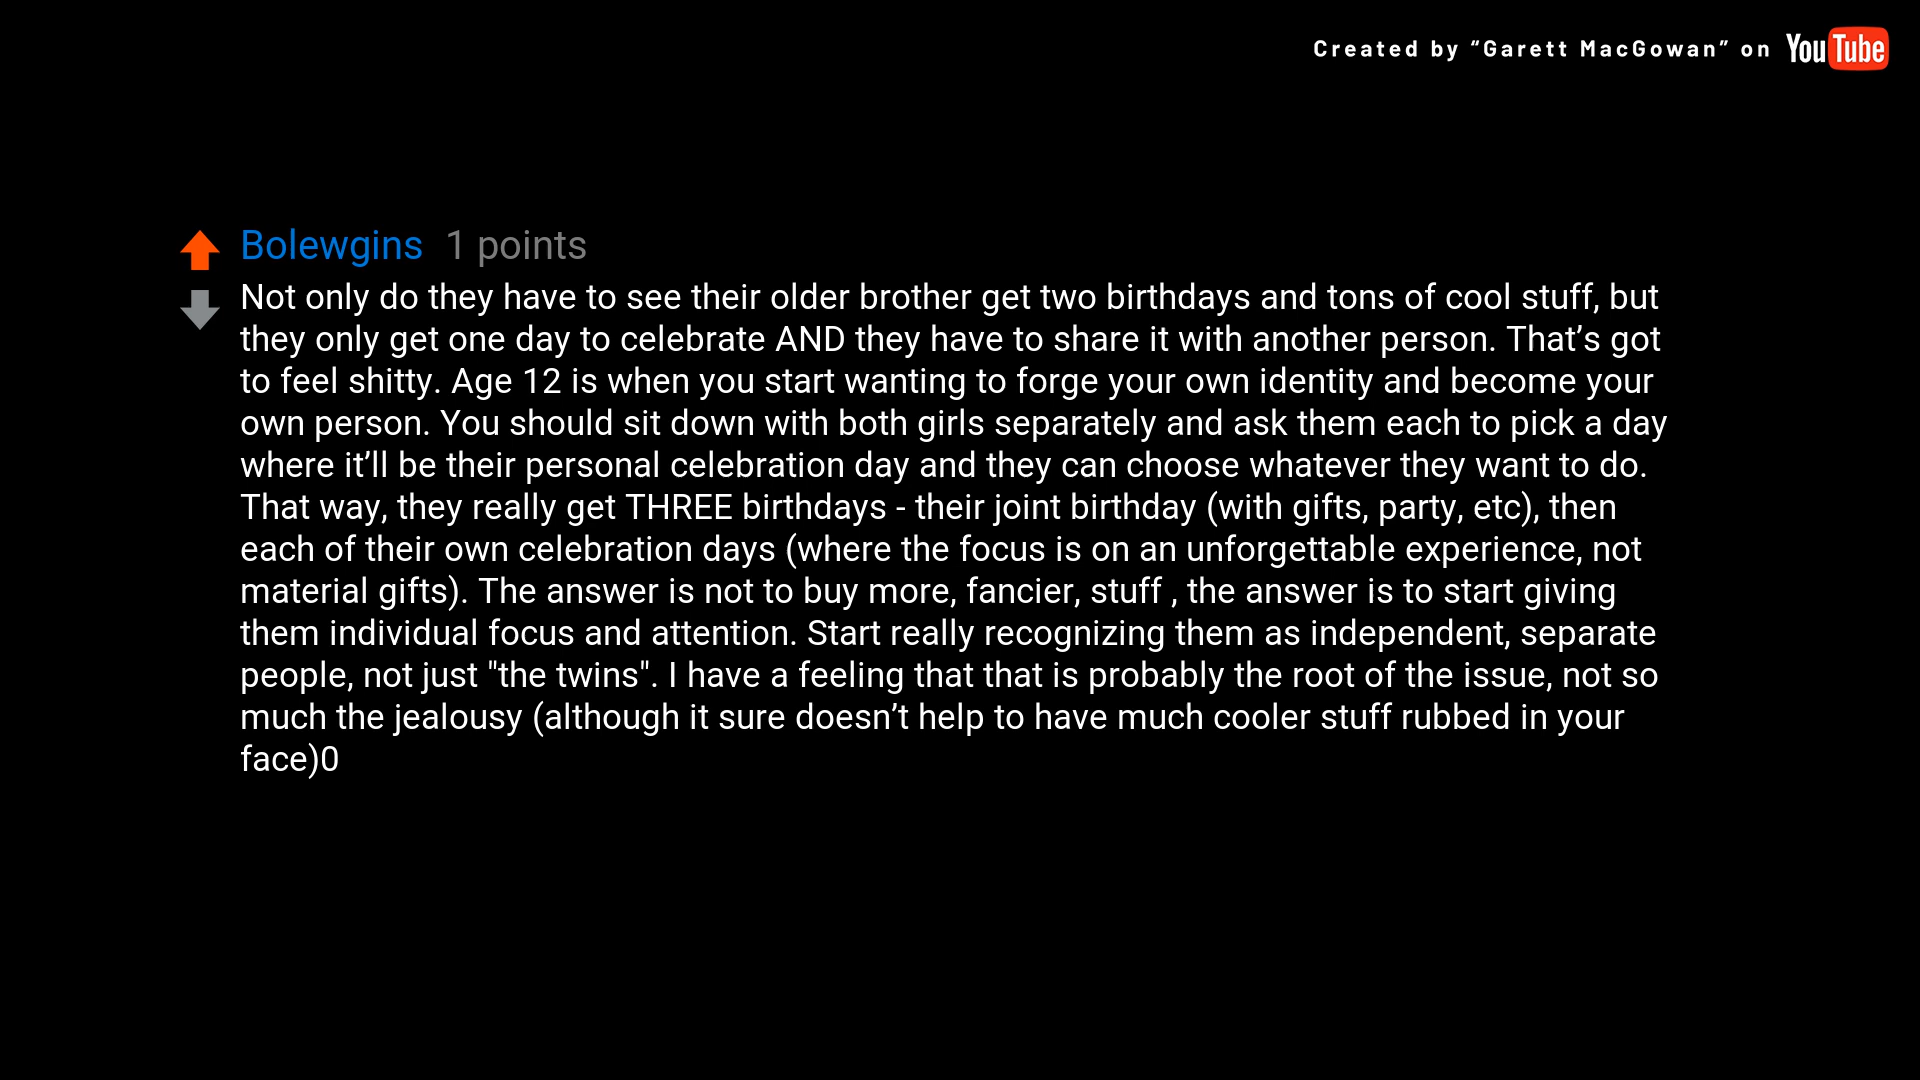 Created by “Garett MacGowan” on YouTube
Bolewgins 1 points
Not only do they have to see their older brother get two birthdays and tons of cool stuff, but
they only get one day to celebrate AND they have to share it with another person. That’s got
to feel shitty. Age 12 is when you start wanting to forge your own identity and become your
own person. You should sit down with both girls separately and ask them each to pick a day
where it’ll be their personal celebration day and they can choose whatever they want to do.
That way, they really get THREE birthdays - their joint birthday (with gifts, party, etc), then
each of their own celebration days (where the focus is on an unforgettable experience, not
material gifts). The answer is not to buy more, fancier, stuff , the answer is to start giving
them individual focus and attention. Start really recognizing them as independent, separate
people, not just "the twins". I have a feeling that that is probably the root of the issue, not so
much the jealousy (although it sure doesn’t help to have much cooler stuff rubbed in your
face)0